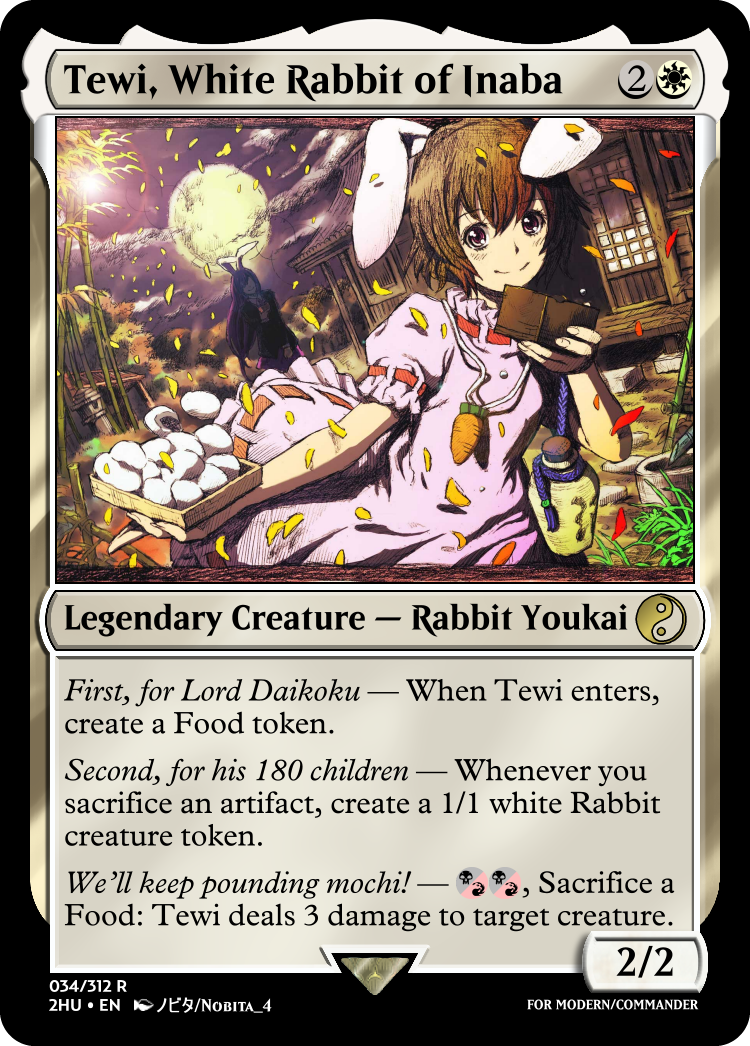 Tewi, White Rabbit of Inaba 2
Legendary Creature — Rabbit Youkai
First, for Lord Daikoku — When Tewi enters,
create a Food token.
Second, for his 180 children — Whenever you
sacrifice an artifact, create a 1/1 white Rabbit
creature token.
We'll keep pounding mochi! — , Sacrifice a
Food: Tewi deals 3 damage to target creature.
2/2
034/312 R
2HU • EN ノビタ/Nobita_4
FOR MODERN/COMMANDER